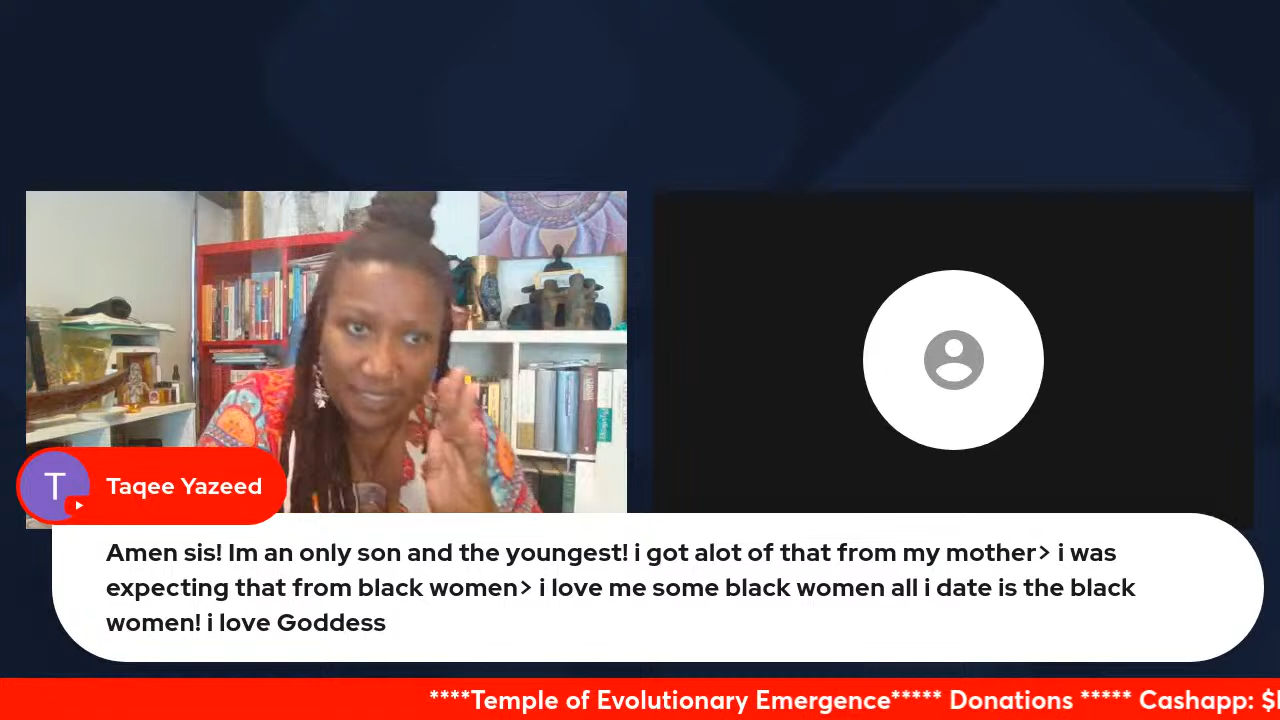 T
Taqee Yazeed
Amen sis! Im an only son and the youngest! i got alot of that from my mother> i was
expecting that from black women> i love me some black women all i date is the black
women! i love Goddess
****Temple of Evolutionary Emergence***** Donations ***** Cashapp: $